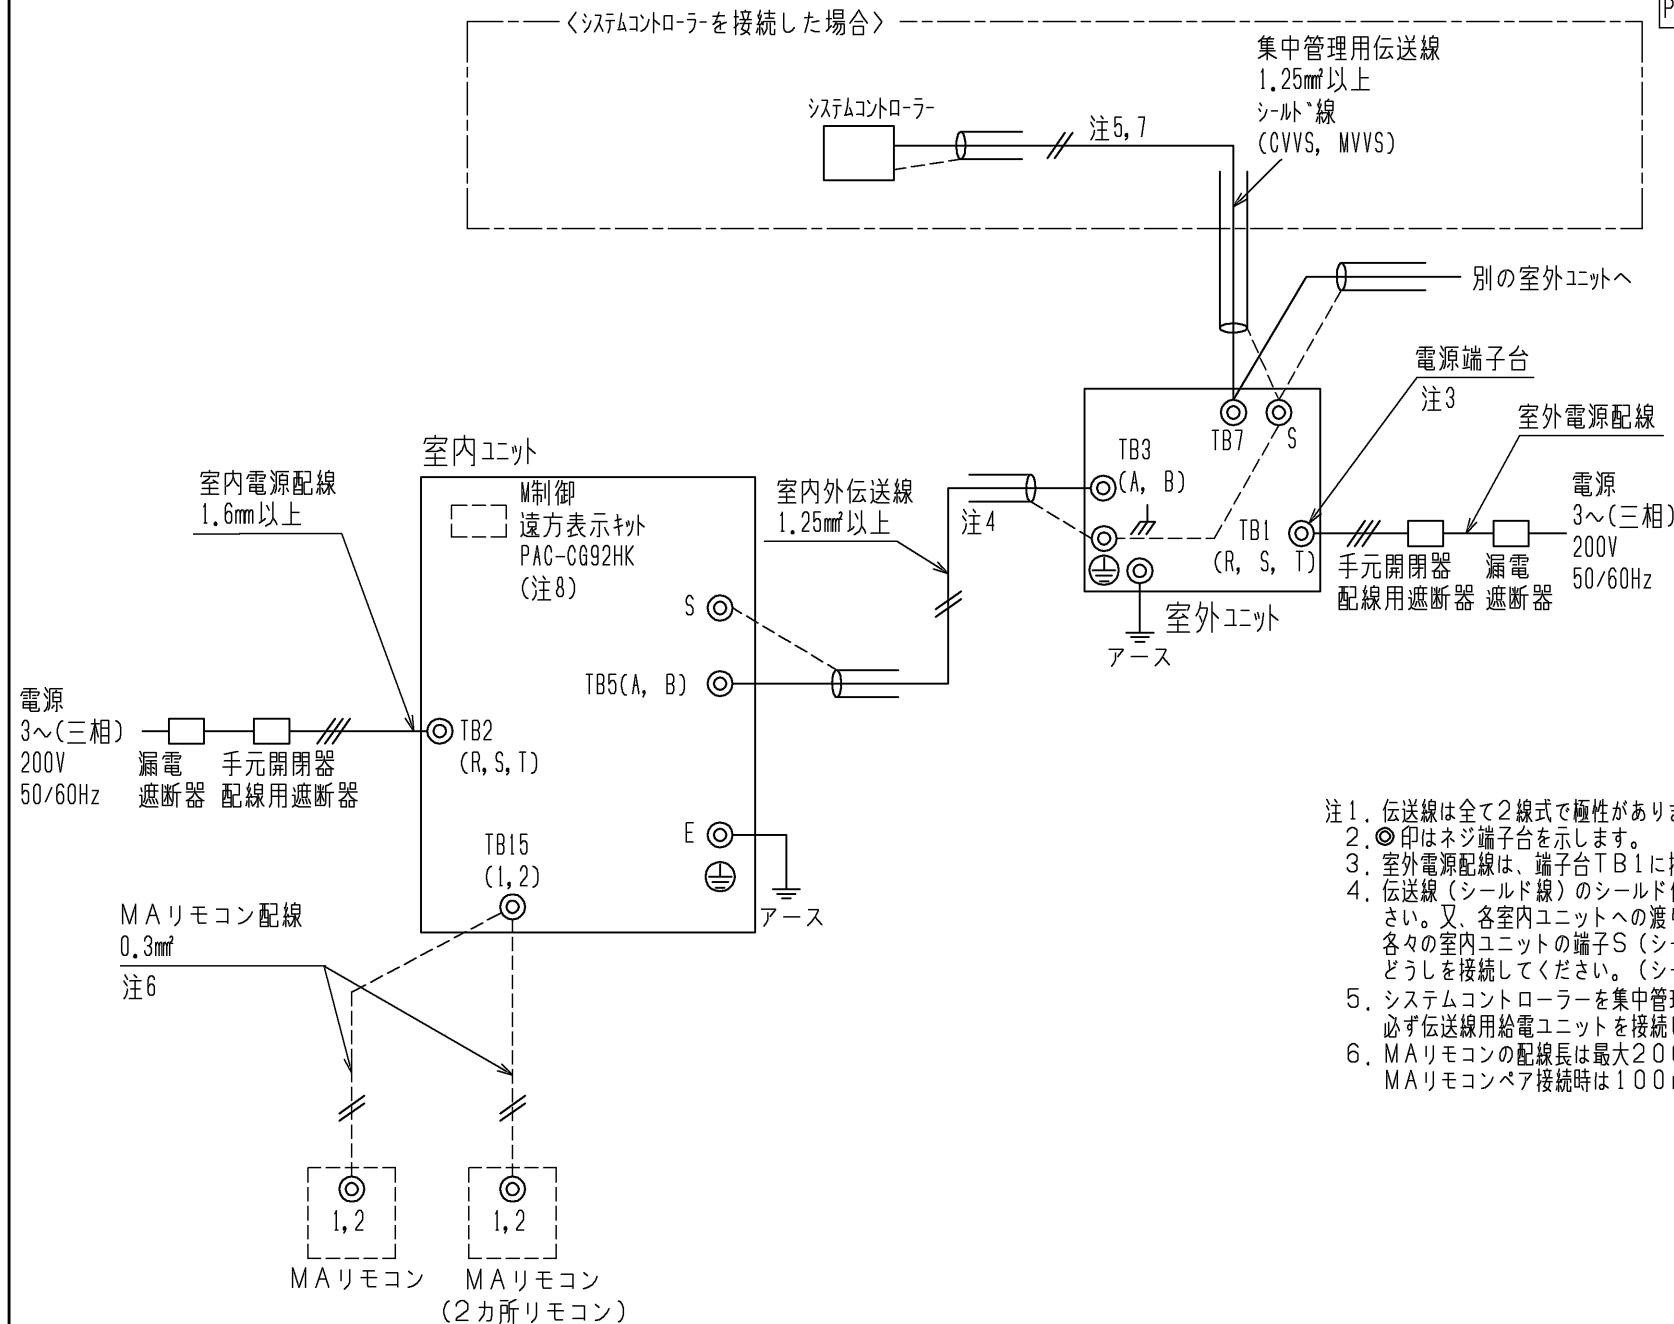 P
〈システムコントローラーを接続した場合〉
集中管理用伝送線
1.25㎟以上
シールド線
(CVVS, MVVS)
システムコントローラー
注5,7
別の室外ユニットへ
電源端子台
注3
室外電源配線
電源
3～(三相)
200V
50/60Hz
TB7
S
TB3
(A, B)
TB1
(R, S, T)
手元開閉器
配線用遮断器
漏電
遮断器
室外ユニット
アース
室内ユニット
室内電源配線
1.6mm以上
M制御
遠方表示キット
PAC-CG92HK
(注8)
室内外伝送線
1.25㎟以上
注4
S
TB5(A, B)
電源
3～(三相)
200V
50/60Hz
漏電
遮断器
手元開閉器
配線用遮断器
TB2
(R,S,T)
E
アース
TB15
(1,2)
MAリモコン配線
0.3㎟
注6
1,2
MAリモコン
1,2
MAリモコン
(2カ所リモコン)
注1. 伝送線は全て2線式で極性がありま
2.◎印はネジ端子台を示します。
3. 室外電源配線は、端子台TB1に接
4. 伝送線(シールド線)のシールド
さい。又、各室内ユニットへの渡り
各々の室内ユニットの端子S(シー
どうしを接続してください。(シー
5. システムコントローラーを集中管理
必ず伝送線用給電ユニットを接続し
6. MAリモコンの配線長は最大200
MAリモコンペア接続時は100m